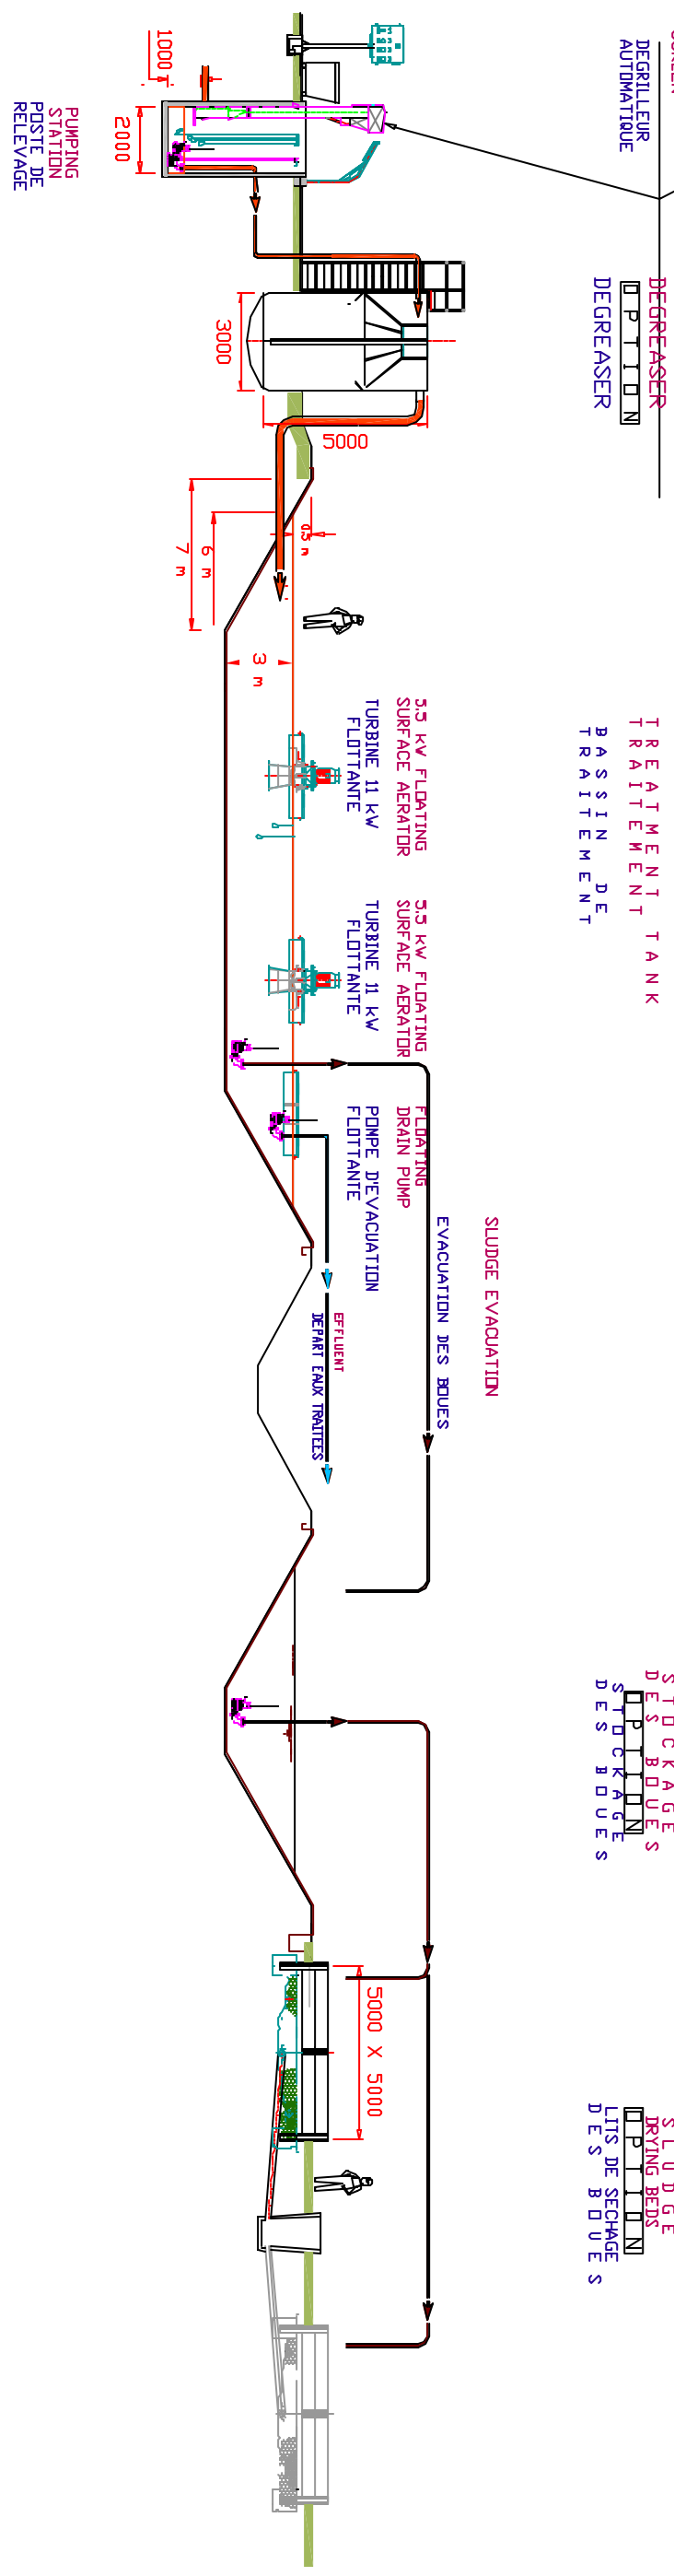 SCREEN
DEGRILLEUR
AUTOMATIQUE
1000
2000
PUMPING
STATION
POSTE DE
RELEVAGE
DEGREASER
OPTION
DEGREASER
3000
5000
0.5 m
6 m
7 m
3 m
TREATMENT TANK
TRAITEMENT
BASSIN DE
TRAITEMENT
5.5 kW FLOATING
SURFACE AERATOR
TURBINE 11 kW
FLOTTANTE
5.5 kW FLOATING
SURFACE AERATOR
TURBINE 11 kW
FLOTTANTE
FLOATING
DRAIN PUMP
POMPE D'EVACUATION
FLOTTANTE
SLUDGE EVACUATION
EVACUATION DES BOUES
EFFLUENT
DEPART EAUX TRAITEES
STOCKAGE
DES BOUES
OPTION
STOCKAGE
DES BOUES
5000 X 5000
SLUDGE
DRYING BEDS
OPTION
LITS DE SECHAGE
DES BOUES